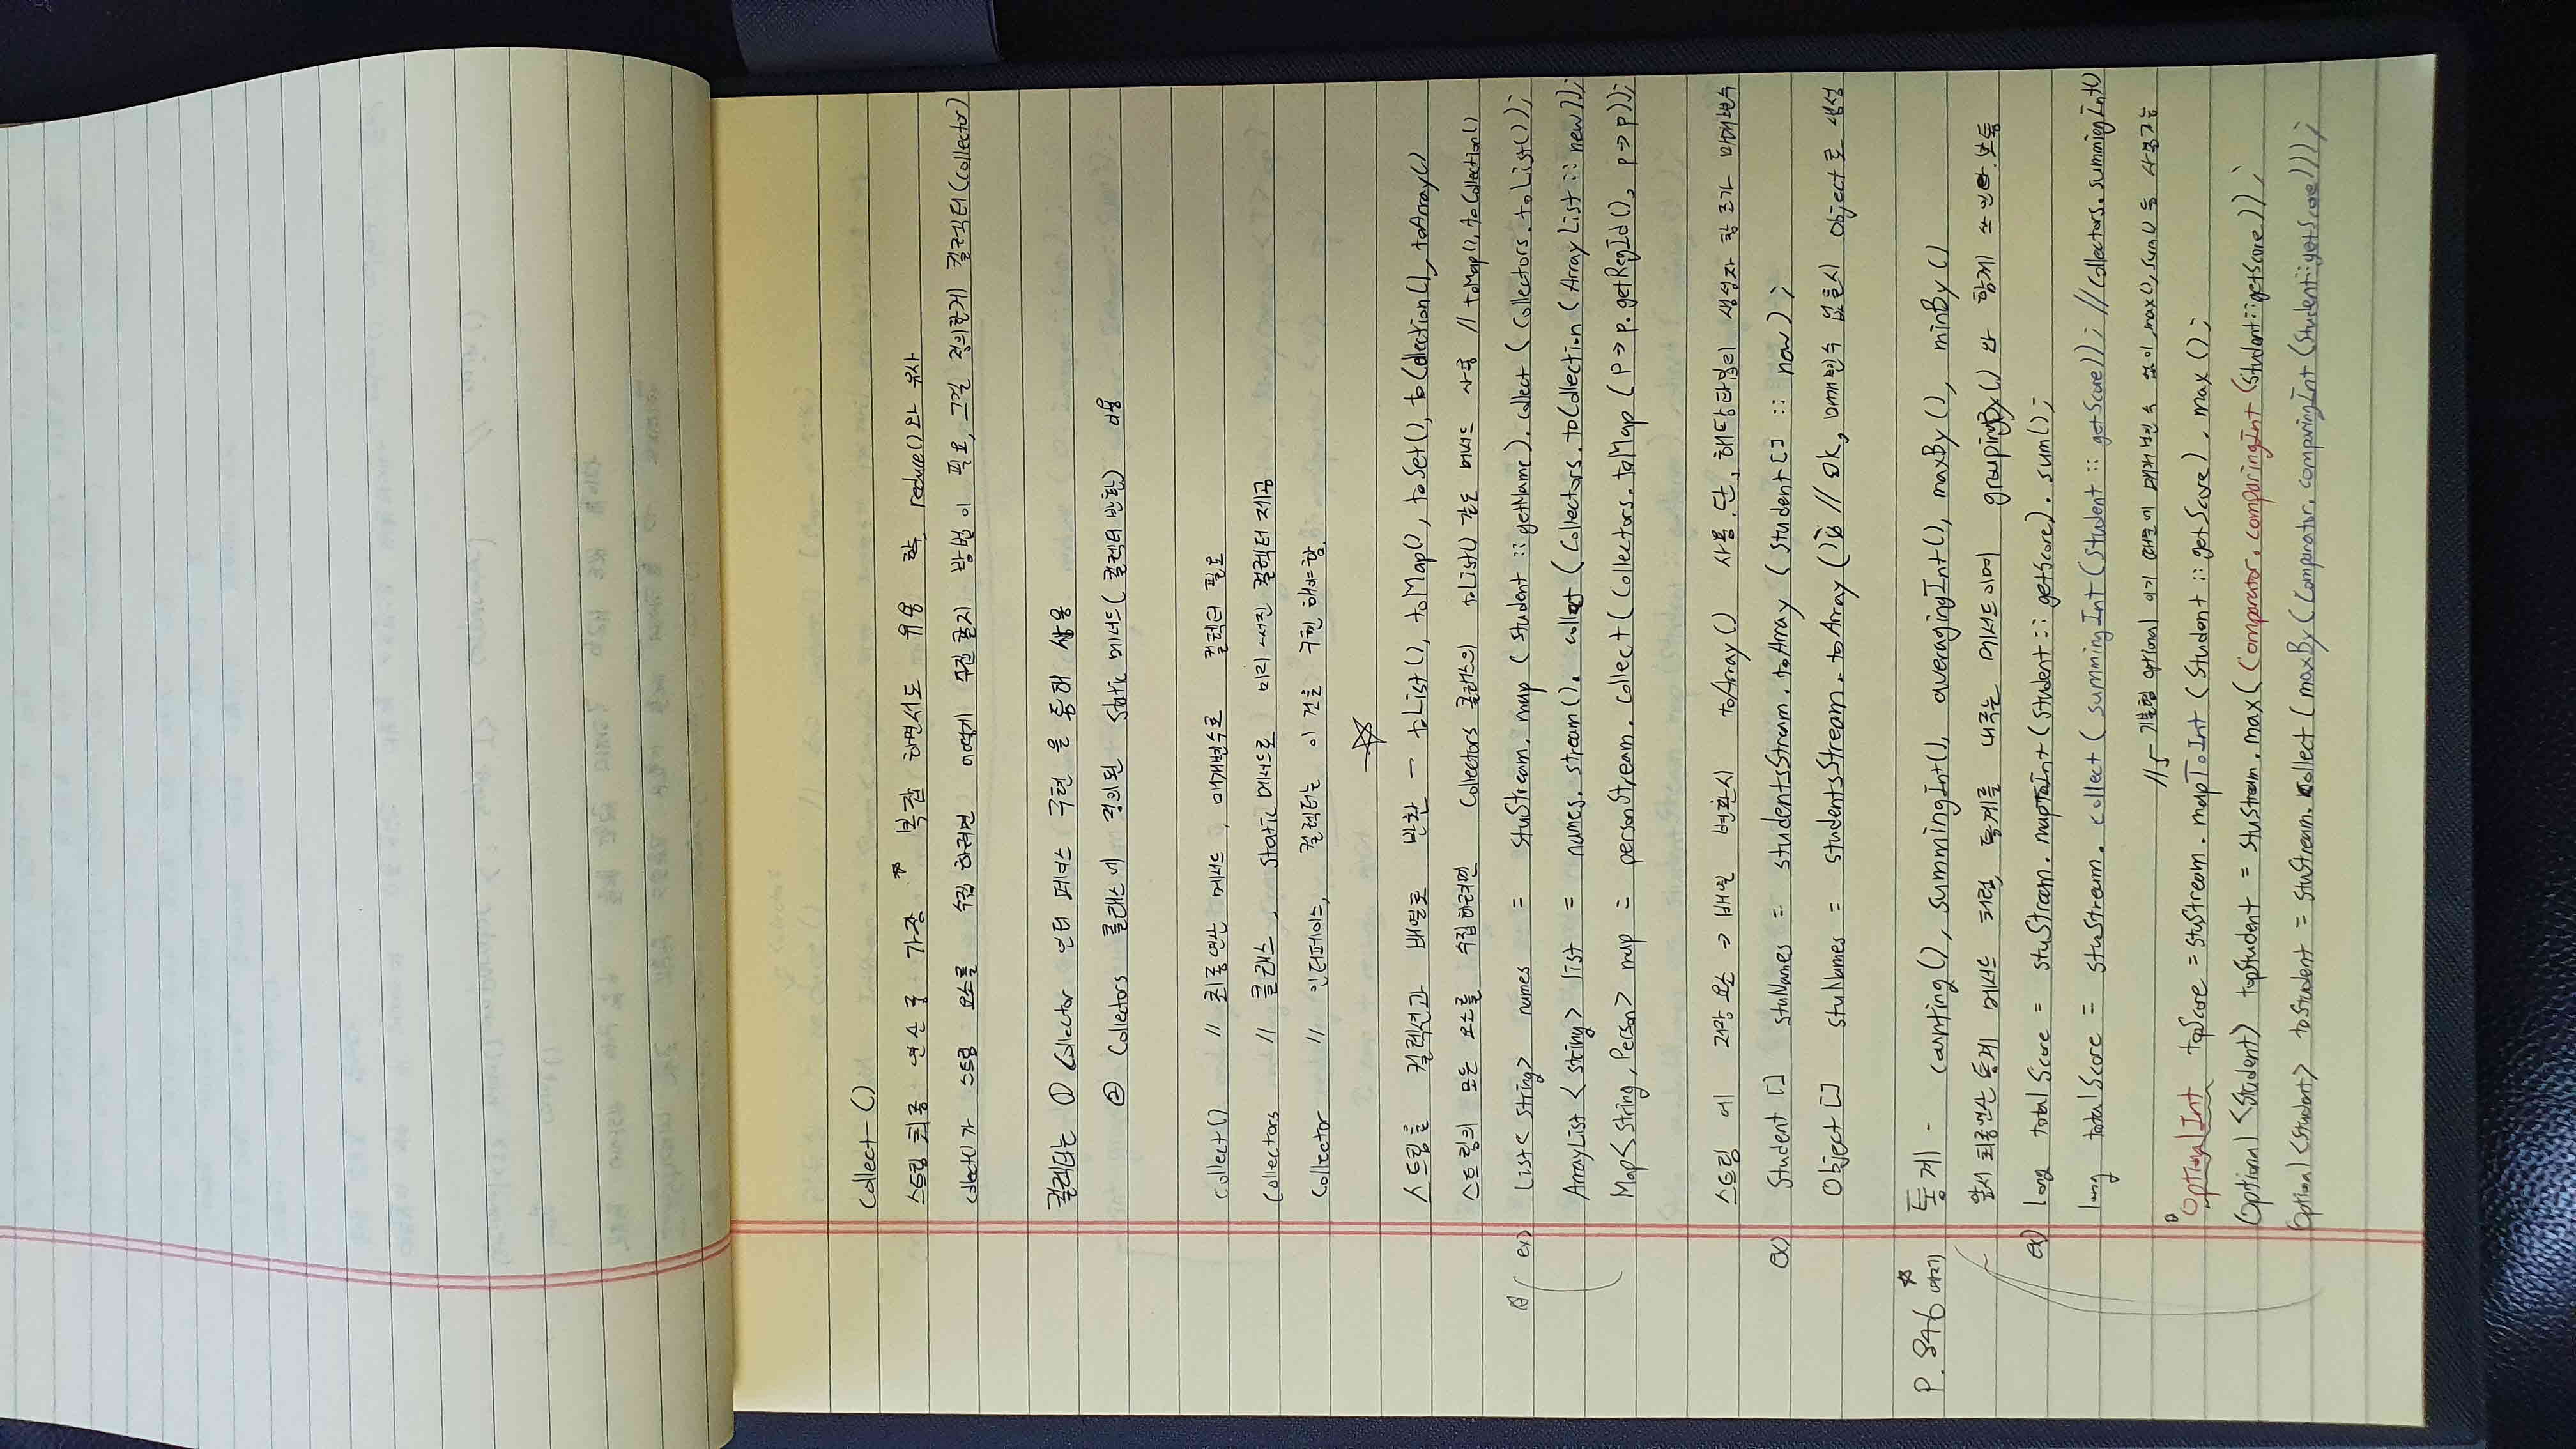 collect ()
스트림 최종 연산 중 가장 복잡 하면서도 유용 함 reduce()와 유사
collect()가 스트림 요소를 수집 하려면 어떻게 수집 할지 방법이 필요, 그걸 정의한게 컬렉터(collector)
컬렉터는 ① Collector 인터페이스 구현 을 통해 사용
② Collectors 클래스에 정의된 static 메서드( 컬렉터 반환) 이용
collect() // 최종연산 메서드, 매개변수로 컬렉터 필요
Collectors // 클래스, static 메서드로 미리 작성된 컬렉터 제공
Collector // 인터페이스, 컬렉터는 이 것을 구현 해야함.
스트림을 컬렉션과 배열로 반환 - toList(), toMap(), toSet(), toCollection(), toArray()
스트림의 모든 요소를 수집하려면 Collectors 클래스의 toList() 같은 메서드 사용 // toMap(), toCollection()
ex) List< String> names = stuStream. map ( Student :: getName ). collect ( Collectors. toList());
ArrayList < String> list = names. stream(). collect ( Collectors. toCollection ( ArrayList :: new ));
Map< String, Person> map = personStream. collect ( Collectors. toMap ( P→ p. getRegId(), p→p));
스트림 에 저장 요소 → 배열 변환시 toArray() 사용. 단, 해당타입의 생성자 참조가 매개변수
ex) Student [] stuNames = studentsStream. toArray ( Student [] :: new ) ;
Object [] stuNames = studentsStream. toArray (); // Ok, 매개변수 없을시 Object로 생성
P. 846 예제 통계 - counting(), summingInt(), averagingInt(), maxBy(), minBy ()
앞서 최종연산 통계 메서드 처럼, 통계를 내주는 메서드이며 groupingBy() 와 함께 쓰인다. 보통
ex) long totalScore = stuStream. mapToInt ( Student :: getScore). sum();
long totalScore = stuStream. collect ( summingInt ( Student :: getScore)) ; // Collectors. summingInt()
// 기본형 Optional 이기 때문에 매개변수 없이 max(), sum() 등 사용가능
OptionalInt topScore = stuStream. mapToInt ( Student :: getScore). max ();
Optional <Student> topStudent = stuStream. max( Comparator. comparingInt (Student::getScore)) ;
Optional <Student> toStudent = stuStream. collect ( maxBy ( Comparator. comparingInt (Student::getScore))) ;